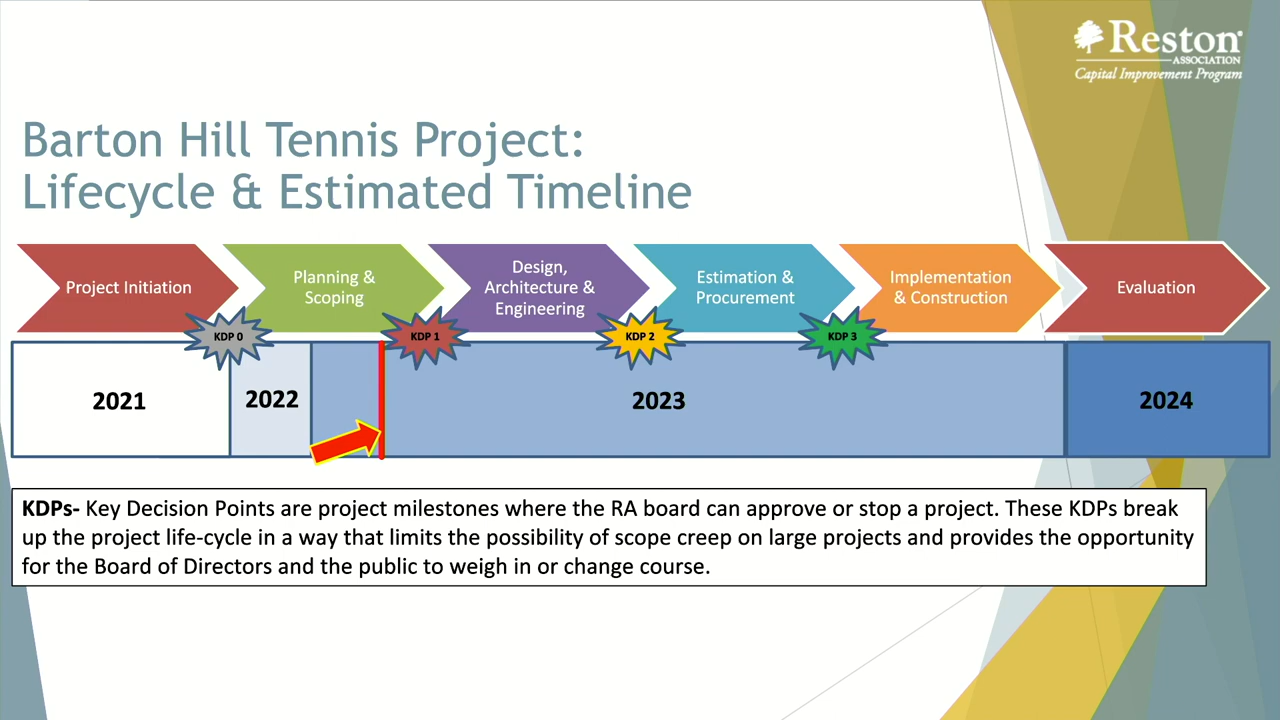 Reston
ASSOCIATION
Capital Improvement Program
Barton Hill Tennis Project:
Lifecycle & Estimated Timeline
Project Initiation
Planning &
Scoping
Design,
Architecture &
Engineering
Estimation &
Procurement
Implementation
& Construction
Evaluation
KDP 0
KDP 1
KDP 2
KDP 3
2021
2022
2023
2024
KDPs- Key Decision Points are project milestones where the RA board can approve or stop a project. These KDPs break
up the project life-cycle in a way that limits the possibility of scope creep on large projects and provides the opportunity
for the Board of Directors and the public to weigh in or change course.